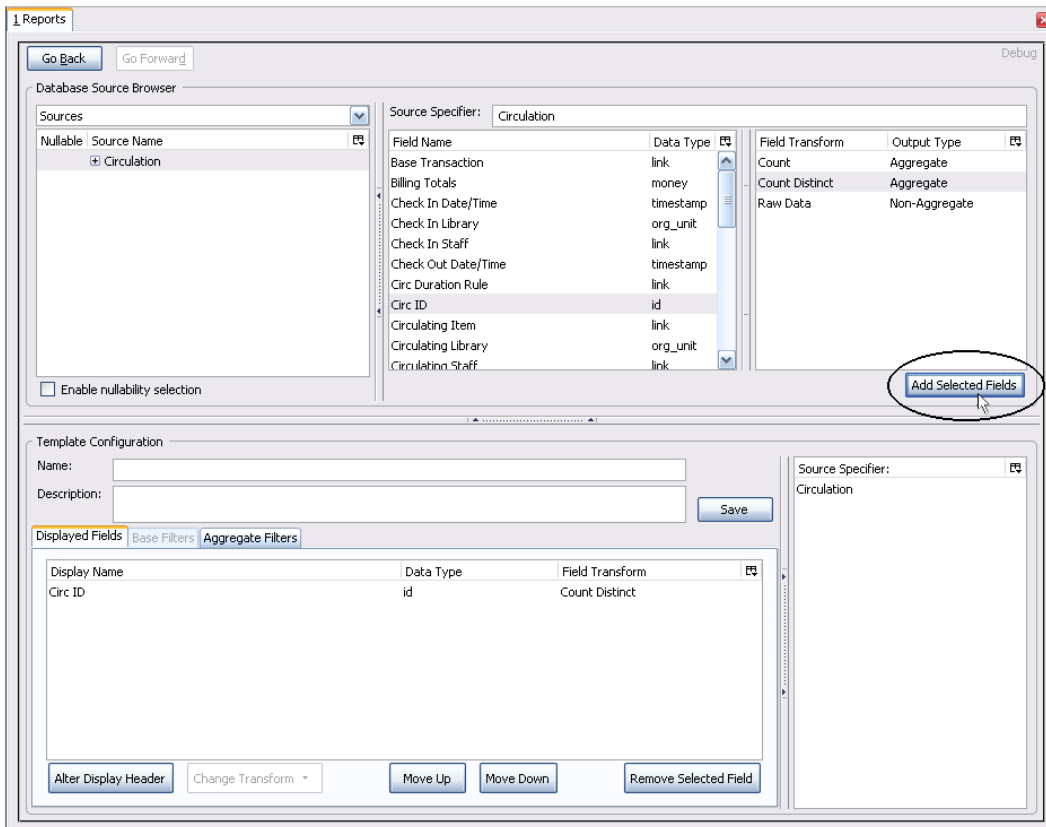 1 Reports
Go Back Go Forward Debug
Database Source Browser
Sources
Nullable Source Name
Circulation
Enable nullability selection
Source Specifier: Circulation
Field Name Data Type
Base Transaction link
Billing Totals money
Check In Date/Time timestamp
Check In Library org_unit
Check In Staff link
Check Out Date/Time timestamp
Circ Duration Rule link
Circ ID id
Circulating Item link
Circulating Library org_unit
Circulating Staff link
Field Transform Output Type
Count Aggregate
Count Distinct Aggregate
Raw Data Non-Aggregate
Add Selected Fields
Template Configuration
Name:
Description:
Save
Displayed Fields Base Filters Aggregate Filters
Display Name Data Type Field Transform
Circ ID id Count Distinct
Alter Display Header Change Transform Move Up Move Down Remove Selected Field
Source Specifier:
Circulation